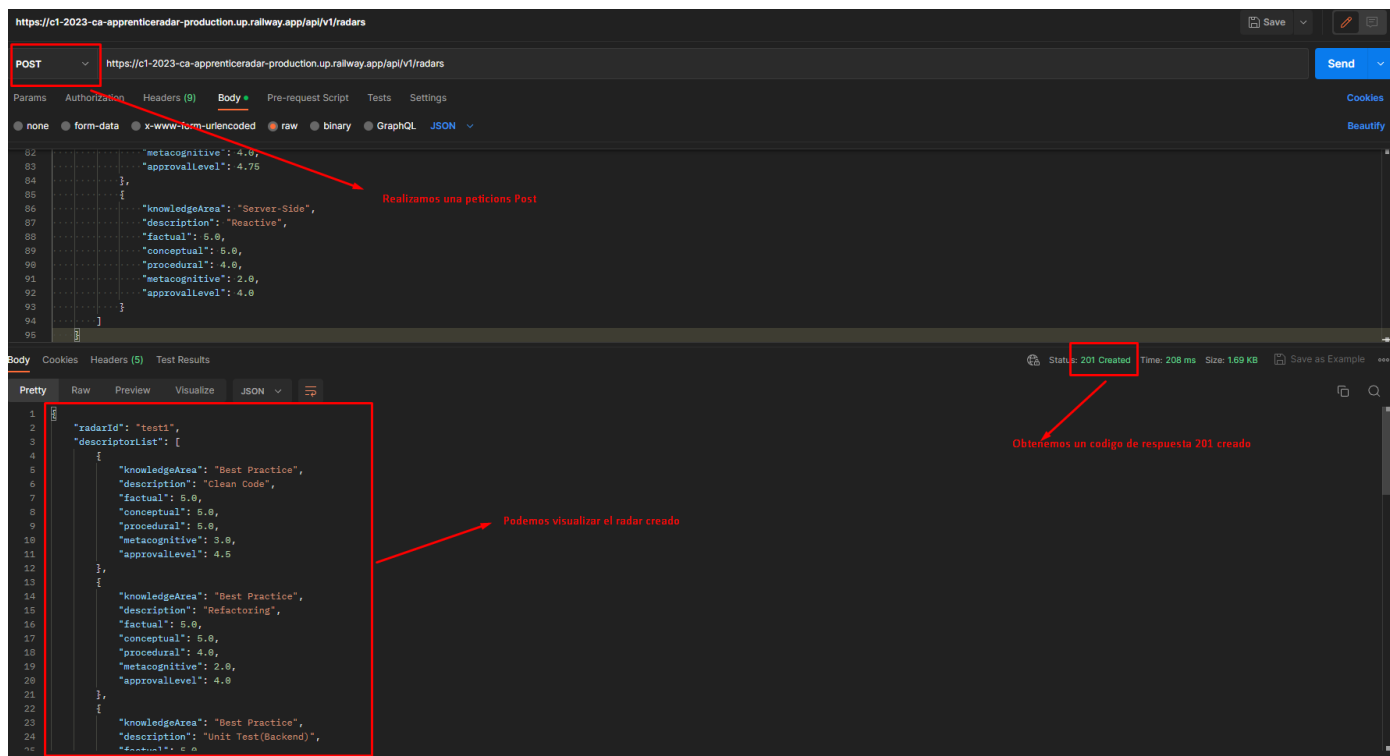 https://c1-2023-ca-apprenticeradar-production.up.railway.app/api/v1/radars
Save
POST https://c1-2023-ca-apprenticeradar-production.up.railway.app/api/v1/radars Send
Params Authorization Headers (9) Body Pre-request Script Tests Settings Cookies
none form-data x-www-form-urlencoded raw binary GraphQL JSON Beautify
82 "metacognitive": 4.0,
83 "approvalLevel": 4.75
84 },
85 {
86 "knowledgeArea": "Server-Side",
87 "description": "Reactive",
88 "factual": 5.0,
89 "conceptual": 5.0,
90 "procedural": 4.0,
91 "metacognitive": 2.0,
92 "approvalLevel": 4.0
93 }
94 ]
95 }
Realizamos una peticions Post
Body Cookies Headers (5) Test Results Status: 201 Created Time: 208 ms Size: 1.69 KB Save as Example
Pretty Raw Preview Visualize JSON
1 {
2 "radarId": "test1",
3 "descriptorList": [
4 {
5 "knowledgeArea": "Best Practice",
6 "description": "Clean Code",
7 "factual": 5.0,
8 "conceptual": 5.0,
9 "procedural": 5.0,
10 "metacognitive": 3.0,
11 "approvalLevel": 4.5
12 },
13 {
14 "knowledgeArea": "Best Practice",
15 "description": "Refactoring",
16 "factual": 5.0,
17 "conceptual": 5.0,
18 "procedural": 4.0,
19 "metacognitive": 2.0,
20 "approvalLevel": 4.0
21 },
22 {
23 "knowledgeArea": "Best Practice",
24 "description": "Unit Test(Backend)",
25 "factual": 5.0
Obtenemos un codigo de respuesta 201 creado
Podemos visualizar el radar creado